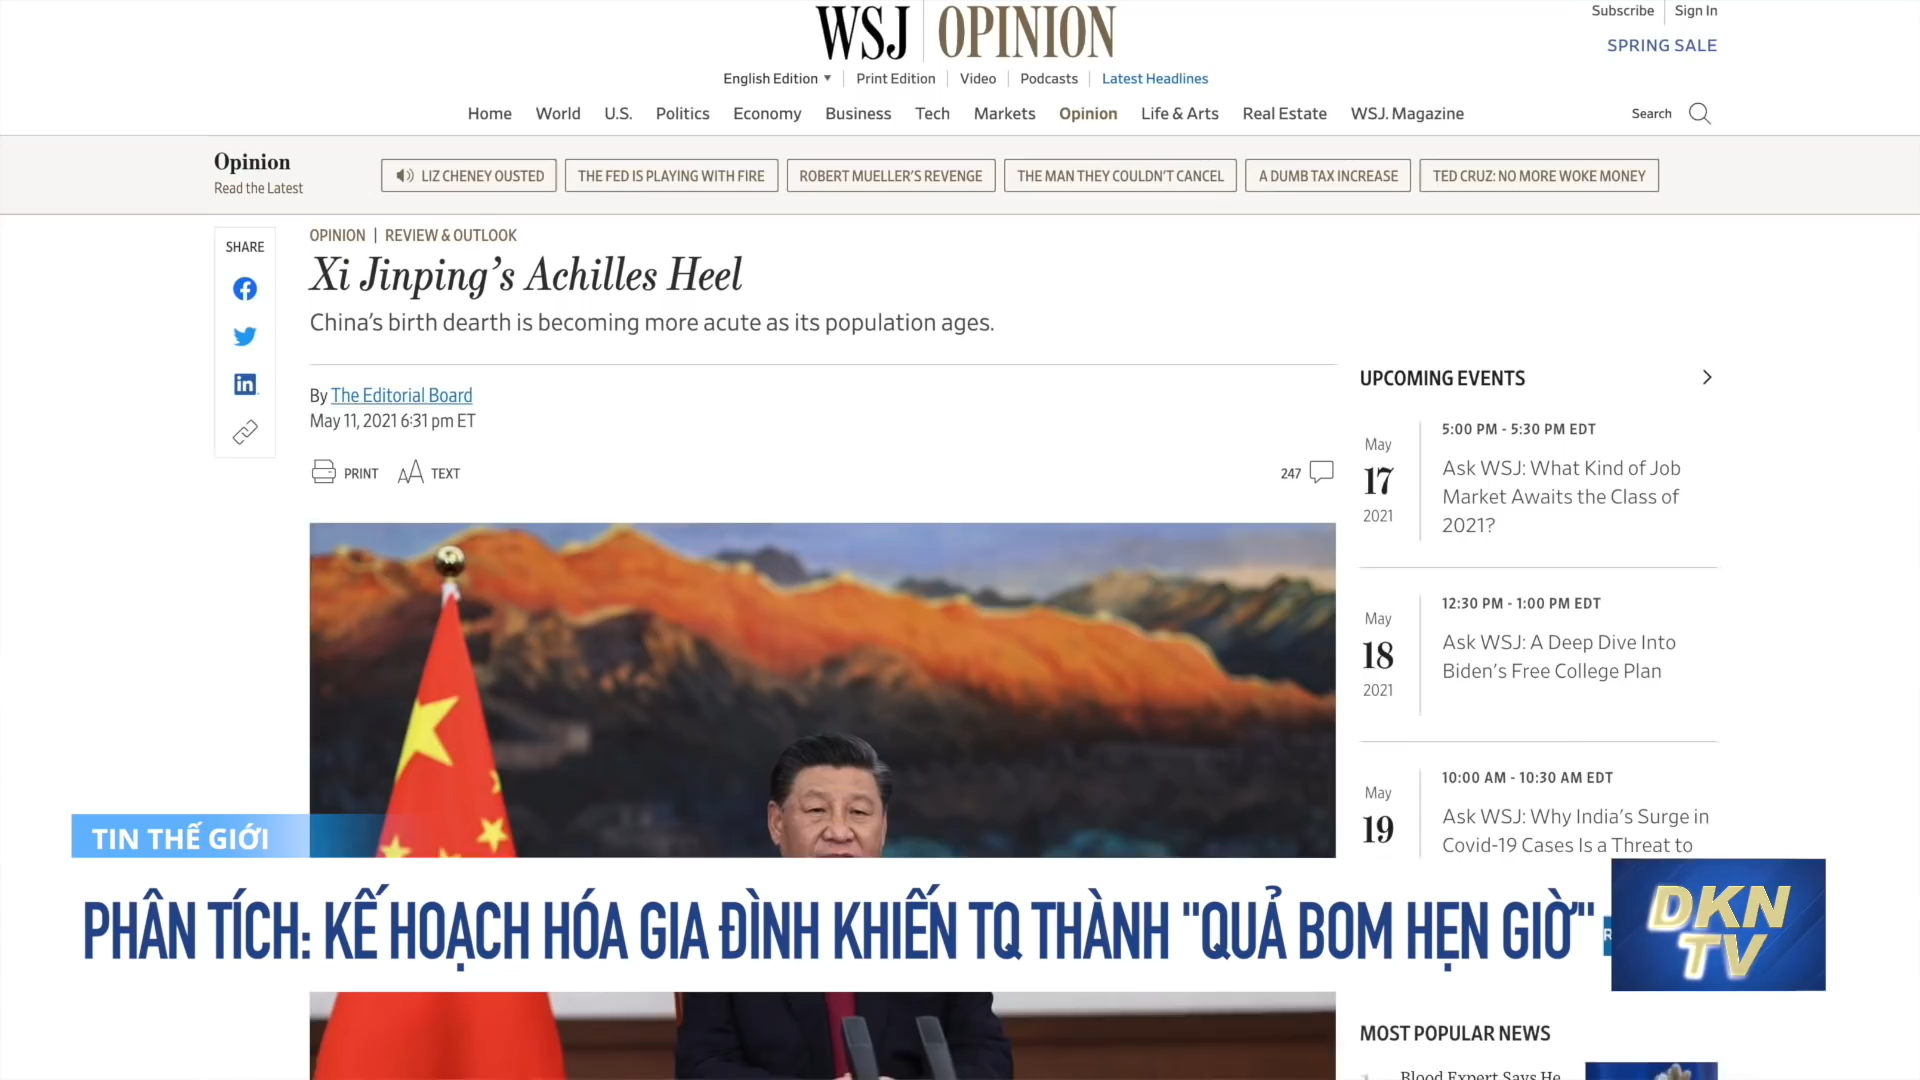 WSJ OPINION
Subscribe Sign In
SPRING SALE
English Edition Print Edition Video Podcasts Latest Headlines
Home World U.S. Politics Economy Business Tech Markets Opinion Life & Arts Real Estate WSJ. Magazine Search
Opinion
Read the Latest
LIZ CHENEY OUSTED THE FED IS PLAYING WITH FIRE ROBERT MUELLER'S REVENGE THE MAN THEY COULDN'T CANCEL A DUMB TAX INCREASE TED CRUZ: NO MORE WOKE MONEY
SHARE
OPINION | REVIEW & OUTLOOK
Xi Jinping's Achilles Heel
China's birth dearth is becoming more acute as its population ages.
By The Editorial Board
May 11, 2021 6:31 pm ET
PRINT AA TEXT
247
UPCOMING EVENTS
May
17
2021
5:00 PM - 5:30 PM EDT
Ask WSJ: What Kind of Job
Market Awaits the Class of
2021?
May
18
2021
12:30 PM - 1:00 PM EDT
Ask WSJ: A Deep Dive Into
Biden's Free College Plan
May
19
10:00 AM - 10:30 AM EDT
Ask WSJ: Why India's Surge in
Covid-19 Cases Is a Threat to
TIN THẾ GIỚI
PHÂN TÍCH: KẾ HOẠCH HÓA GIA ĐÌNH KHIẾN TQ THÀNH "QUẢ BOM HẸN GIỜ"
DKN
TV
MOST POPULAR NEWS
Blood Expert Says He